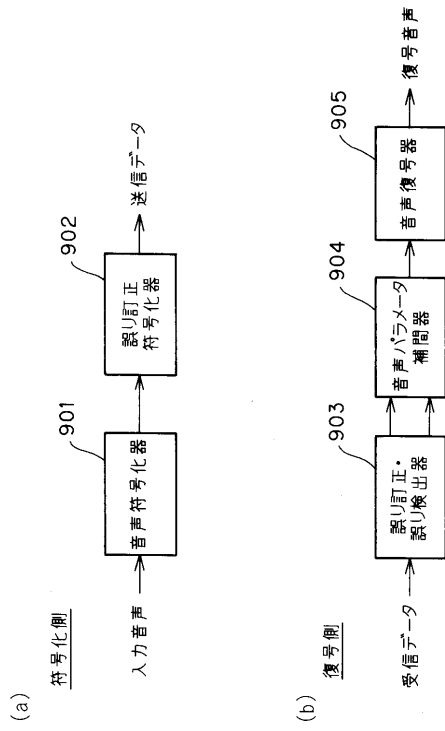 (a)
符号化側
入力音声
901
音声符号化器
902
誤り訂正
符号化器
送信データ
(b)
復号側
受信データ
903
誤り訂正・
誤り検出器
904
音声パラメータ
補間器
905
音声復号器
復号音声